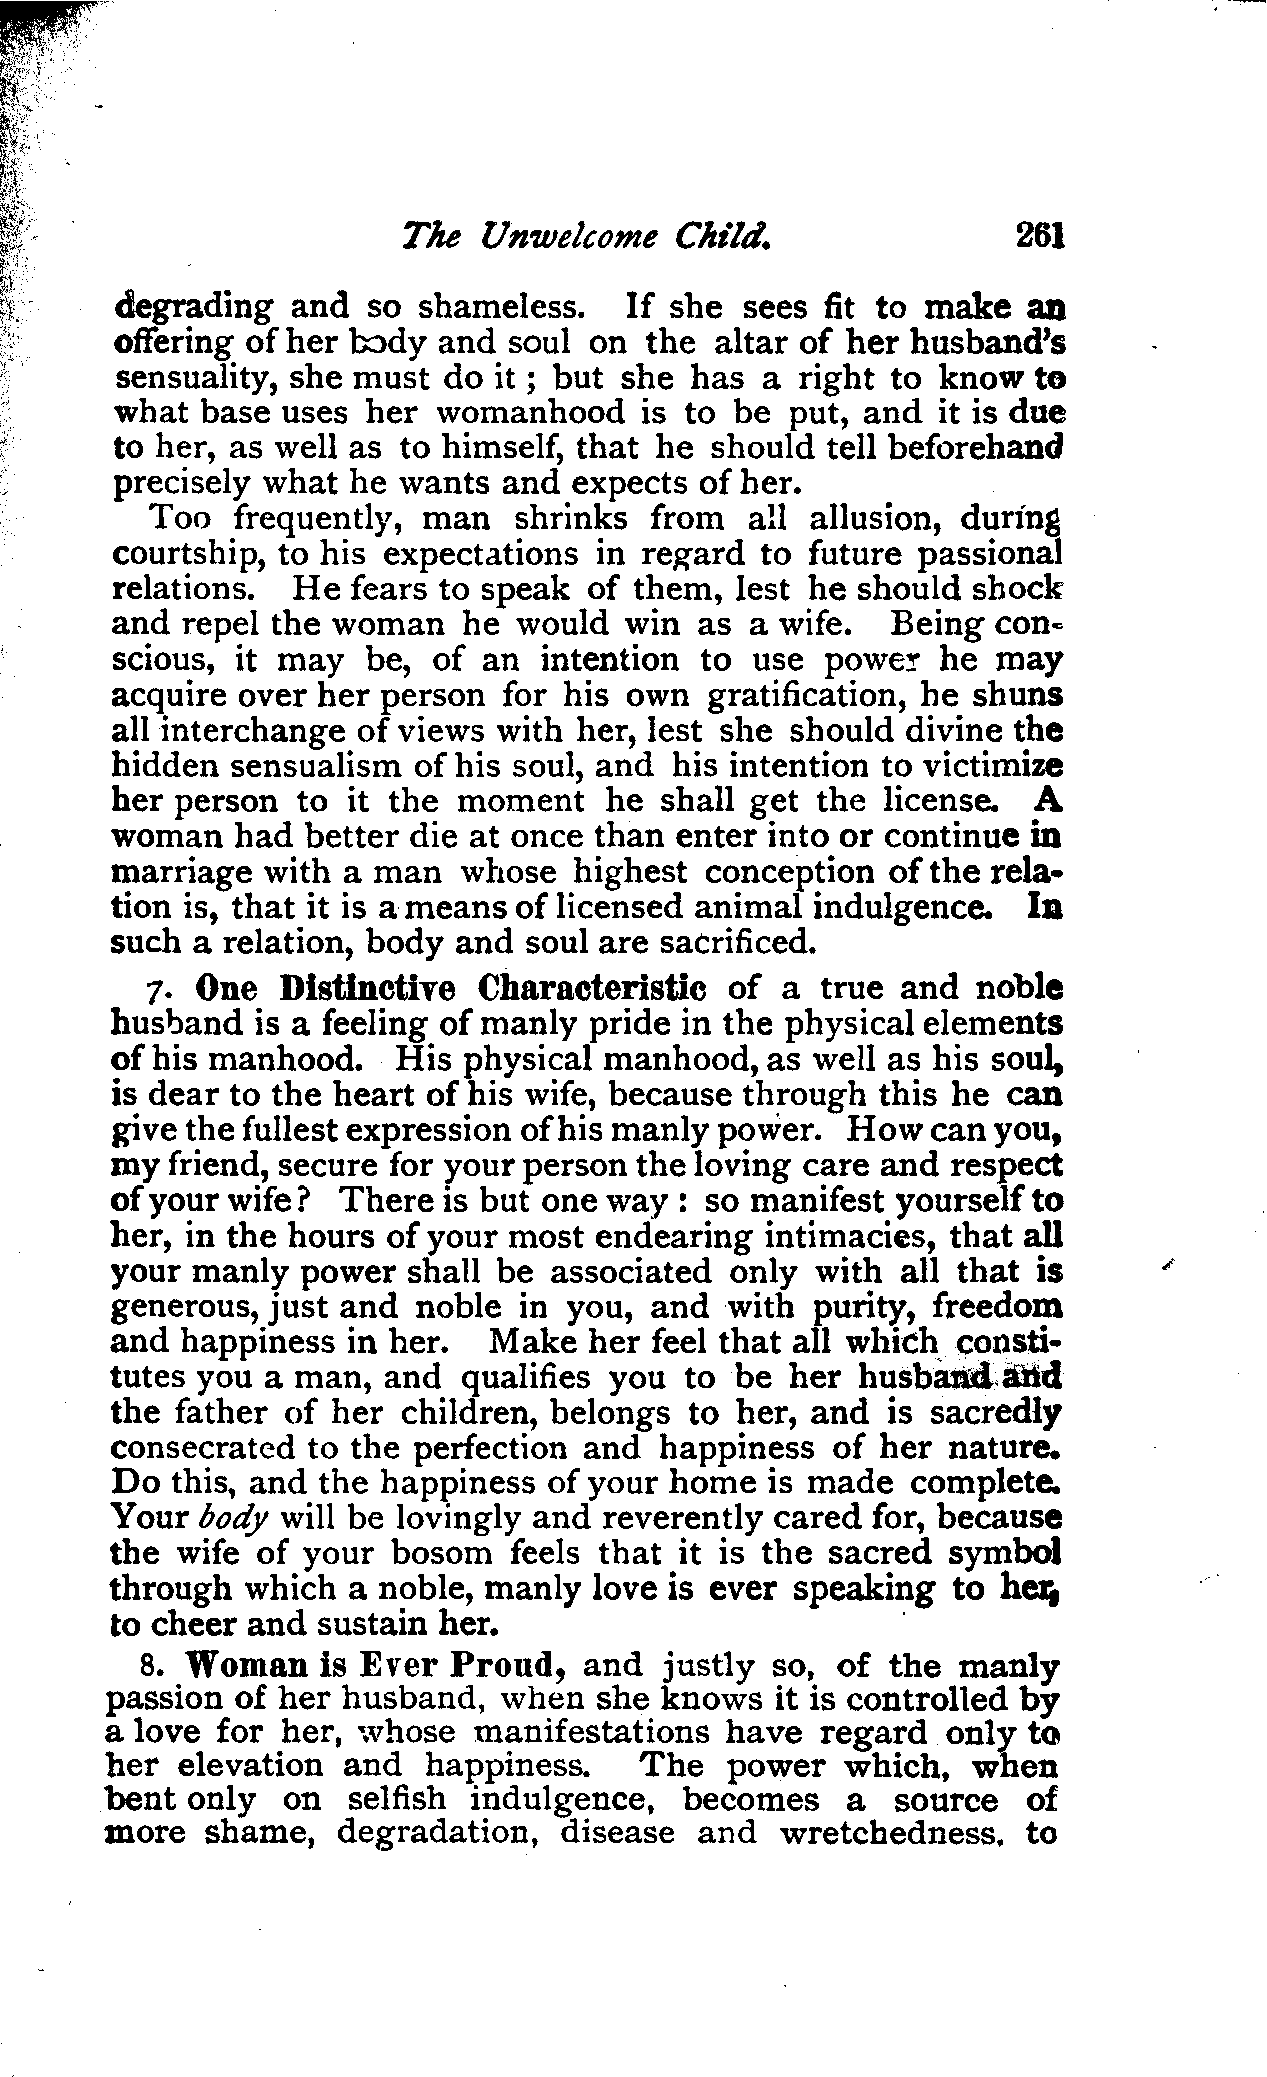 The Unwelcome Child. 261
degrading and so shameless. If she sees fit to make an
offering of her body and soul on the altar of her husband's
sensuality, she must do it ; but she has a right to know to
what base uses her womanhood is to be put, and it is due
to her, as well as to himself, that he should tell beforehand
precisely what he wants and expects of her.
Too frequently, man shrinks from all allusion, during
courtship, to his expectations in regard to future passional
relations. He fears to speak of them, lest he should shock
and repel the woman he would win as a wife. Being con-
scious, it may be, of an intention to use power he may
acquire over her person for his own gratification, he shuns
all interchange of views with her, lest she should divine the
hidden sensualism of his soul, and his intention to victimize
her person to it the moment he shall get the license. A
woman had better die at once than enter into or continue in
marriage with a man whose highest conception of the rela-
tion is, that it is a means of licensed animal indulgence. In
such a relation, body and soul are sacrificed.
7. One Distinctive Characteristic of a true and noble
husband is a feeling of manly pride in the physical elements
of his manhood. His physical manhood, as well as his soul,
is dear to the heart of his wife, because through this he can
give the fullest expression of his manly power. How can you,
my friend, secure for your person the loving care and respect
of your wife? There is but one way : so manifest yourself to
her, in the hours of your most endearing intimacies, that all
your manly power shall be associated only with all that is
generous, just and noble in you, and with purity, freedom
and happiness in her. Make her feel that all which consti-
tutes you a man, and qualifies you to be her husband and
the father of her children, belongs to her, and is sacredly
consecrated to the perfection and happiness of her nature.
Do this, and the happiness of your home is made complete.
Your body will be lovingly and reverently cared for, because
the wife of your bosom feels that it is the sacred symbol
through which a noble, manly love is ever speaking to her,
to cheer and sustain her.
8. Woman is Ever Proud, and justly so, of the manly
passion of her husband, when she knows it is controlled by
a love for her, whose manifestations have regard only to
her elevation and happiness. The power which, when
bent only on selfish indulgence, becomes a source of
more shame, degradation, disease and wretchedness, to